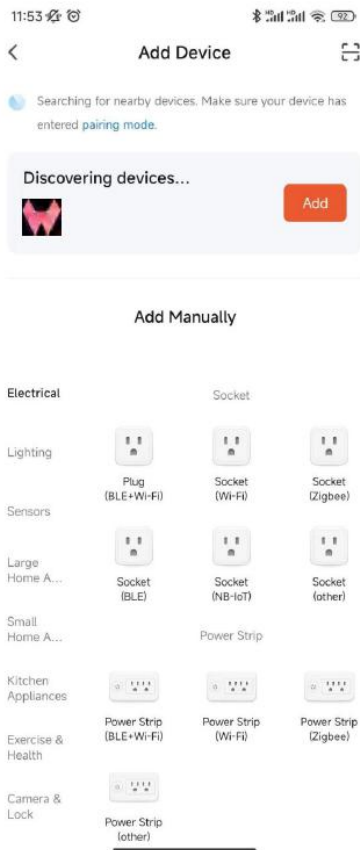 11:53
92
Add Device
Searching for nearby devices. Make sure your device has
entered pairing mode.
Discovering devices...
Add
Add Manually
Electrical
Socket
Lighting
Plug
(BLE+Wi-Fi)
Socket
(Wi-Fi)
Socket
(Zigbee)
Sensors
Large
Home A...
Socket
(BLE)
Socket
(NB-IoT)
Socket
(other)
Small
Home A...
Power Strip
Kitchen
Appliances
Power Strip
(BLE+Wi-Fi)
Power Strip
(Wi-Fi)
Power Strip
(Zigbee)
Exercise &
Health
Camera &
Lock
Power Strip
(other)